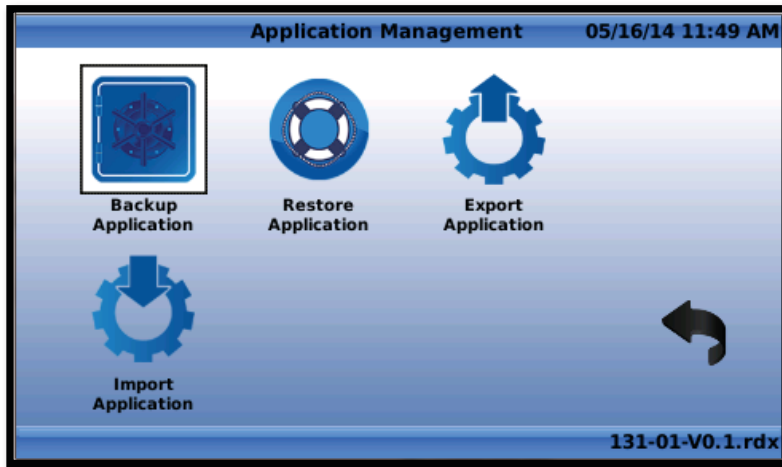 Application Management
05/16/14 11:49 AM
Backup
Application
Restore
Application
Export
Application
Import
Application
131-01-V0.1.rdx